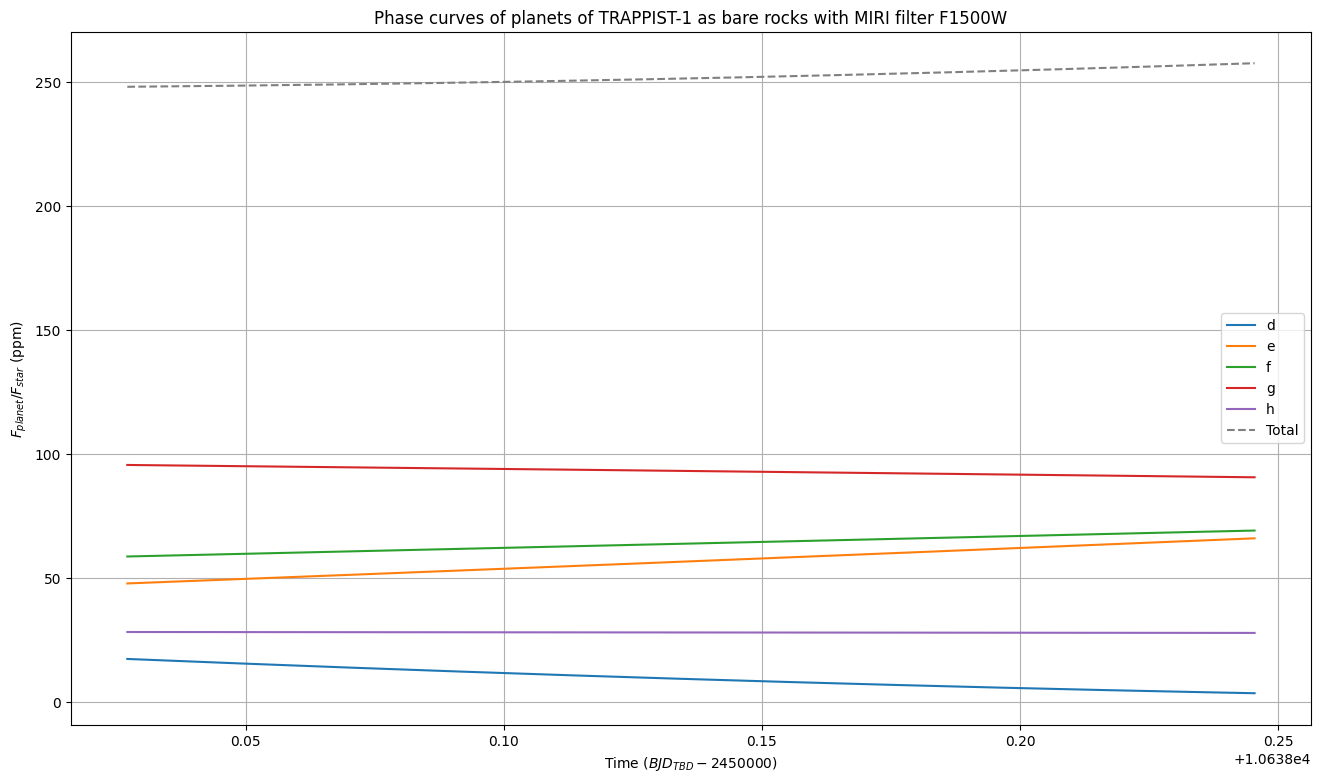 Phase curves of planets of TRAPPIST-1 as bare rocks with MIRI filter F1500W
F_planet/F_star (ppm)
250
200
150
100
50
0
d
e
f
g
h
Total
0.05 0.10 0.15 0.20 0.25
+1.0638e4
Time (BJD_TBD − 2450000)